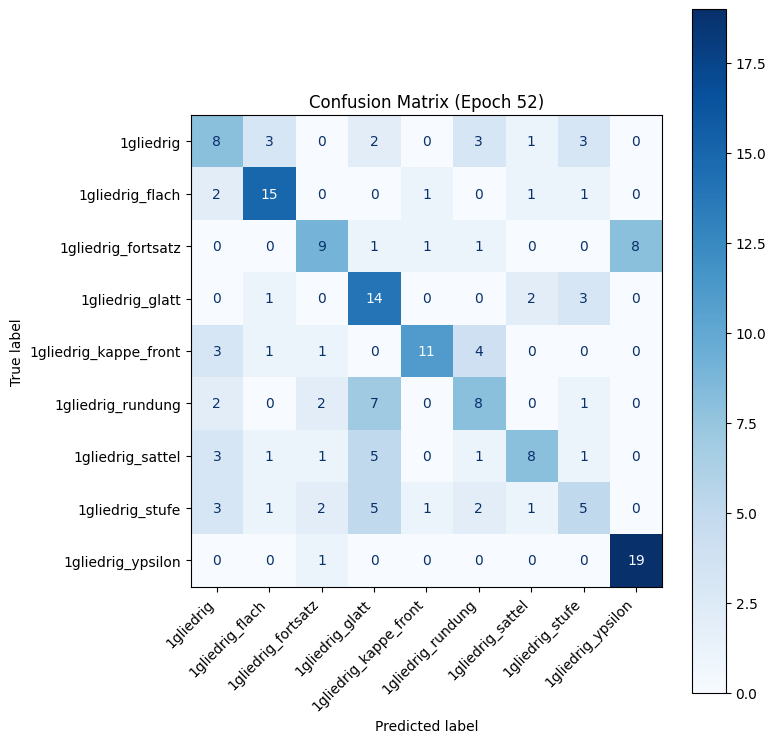 Confusion Matrix (Epoch 52)
True label
1gliedrig 8 3 0 2 0 3 1 3 0
1gliedrig_flach 2 15 0 0 1 0 1 1 0
1gliedrig_fortsatz 0 0 9 1 1 1 0 0 8
1gliedrig_glatt 0 1 0 14 0 0 2 3 0
1gliedrig_kappe_front 3 1 1 0 11 4 0 0 0
1gliedrig_rundung 2 0 2 7 0 8 0 1 0
1gliedrig_sattel 3 1 1 5 0 1 8 1 0
1gliedrig_stufe 3 1 2 5 1 2 1 5 0
1gliedrig_ypsilon 0 0 1 0 0 0 0 0 19
1gliedrig
1gliedrig_flach
1gliedrig_fortsatz
1gliedrig_glatt
1gliedrig_kappe_front
1gliedrig_rundung
1gliedrig_sattel
1gliedrig_stufe
1gliedrig_ypsilon
Predicted label
17.5
15.0
12.5
10.0
7.5
5.0
2.5
0.0